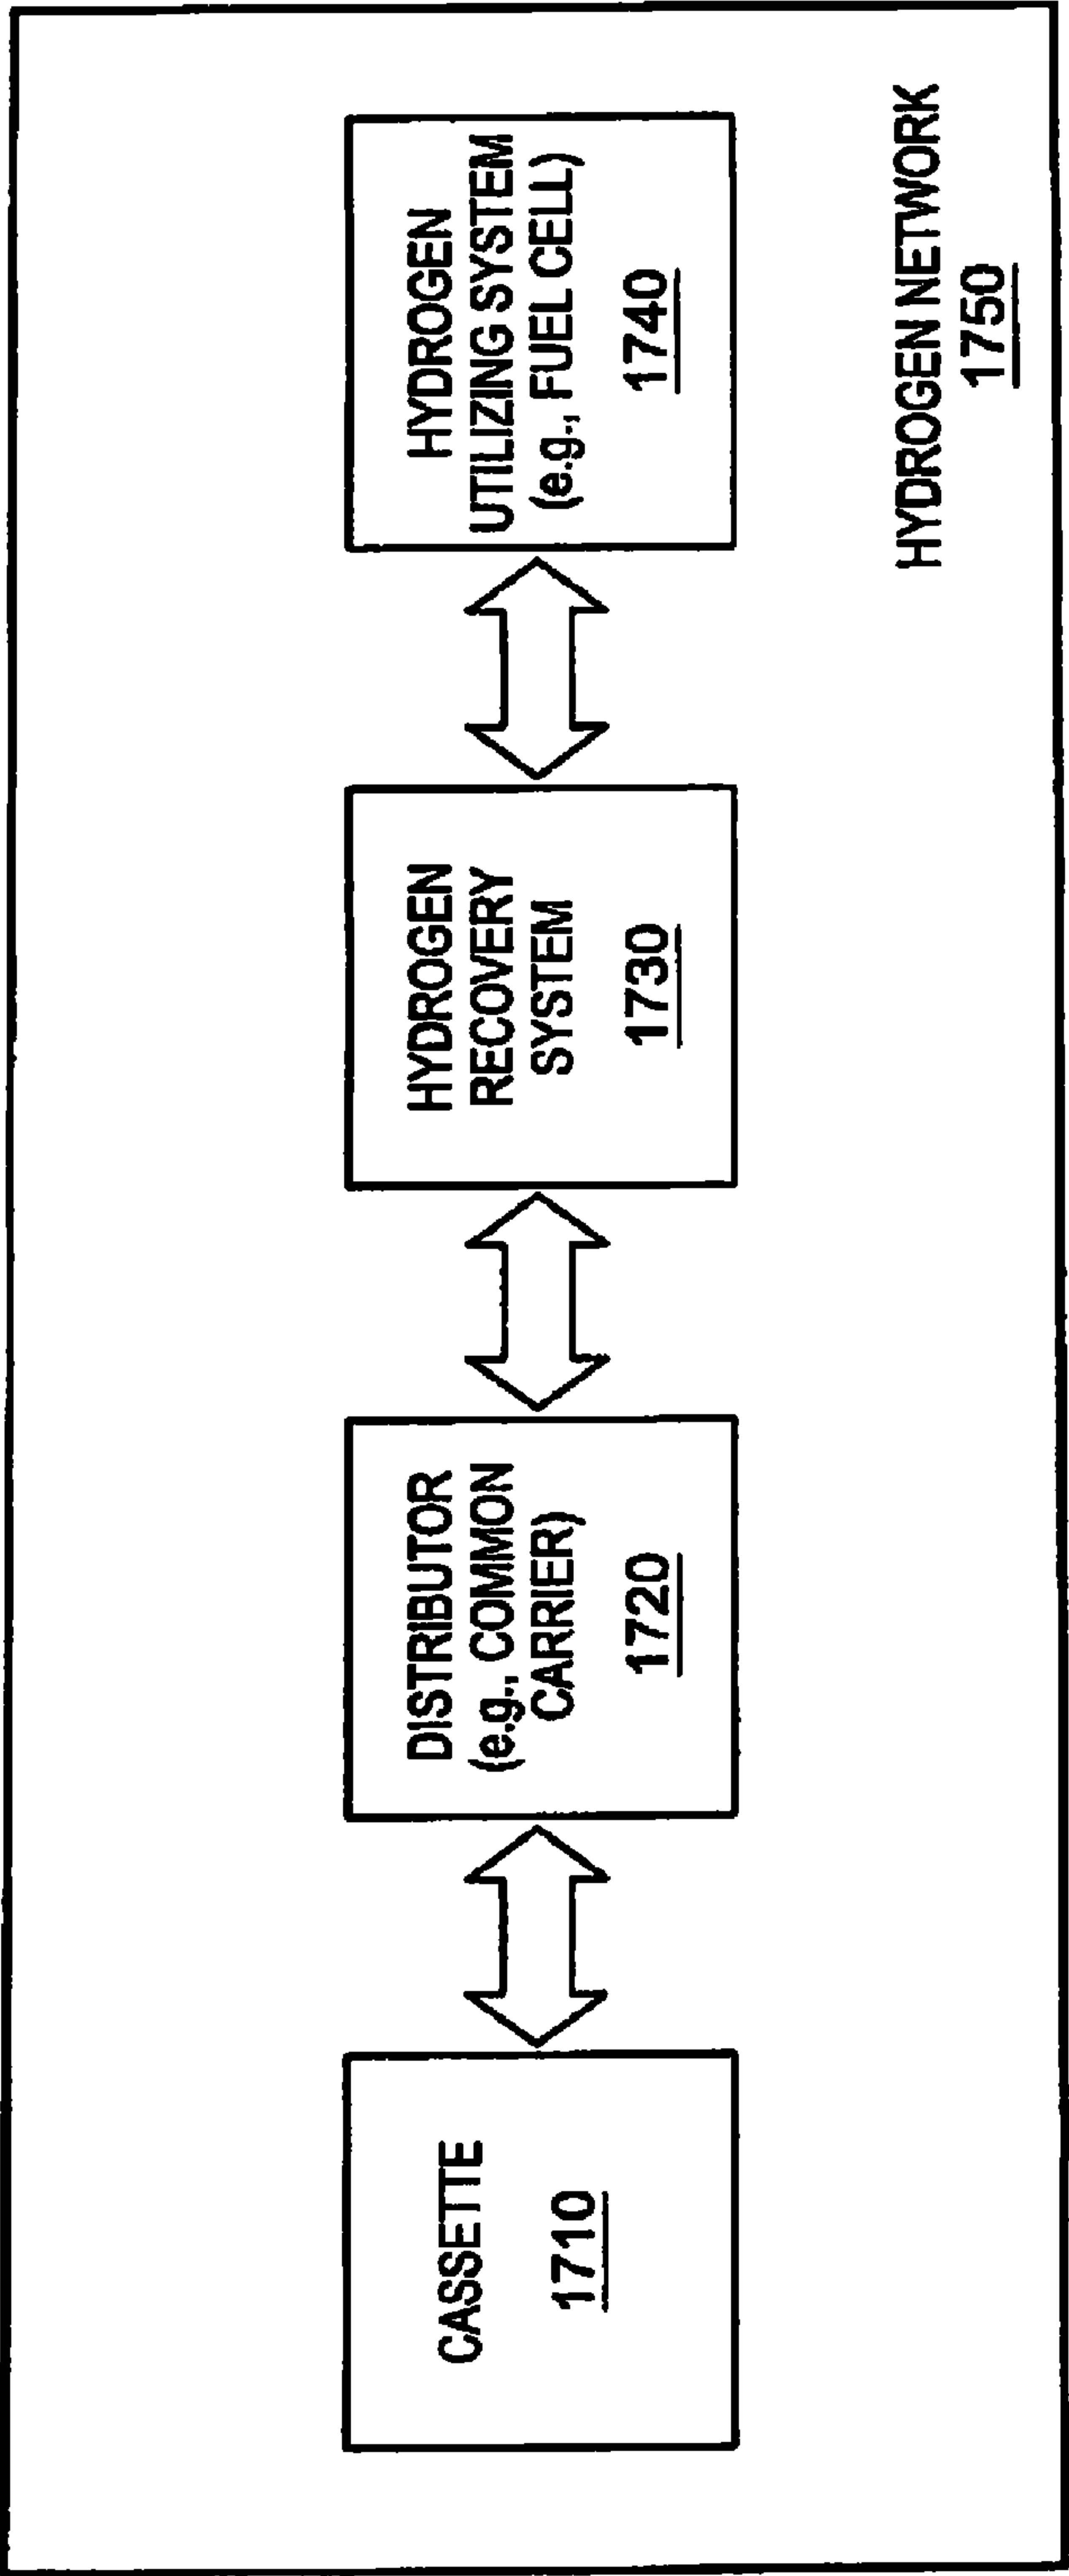 CASSETTE
1710
DISTRIBUTOR
(e.g., COMMON
CARRIER)
1720
HYDROGEN
RECOVERY
SYSTEM
1730
HYDROGEN
UTILIZING SYSTEM
(e.g., FUEL CELL)
1740
HYDROGEN NETWORK
1750